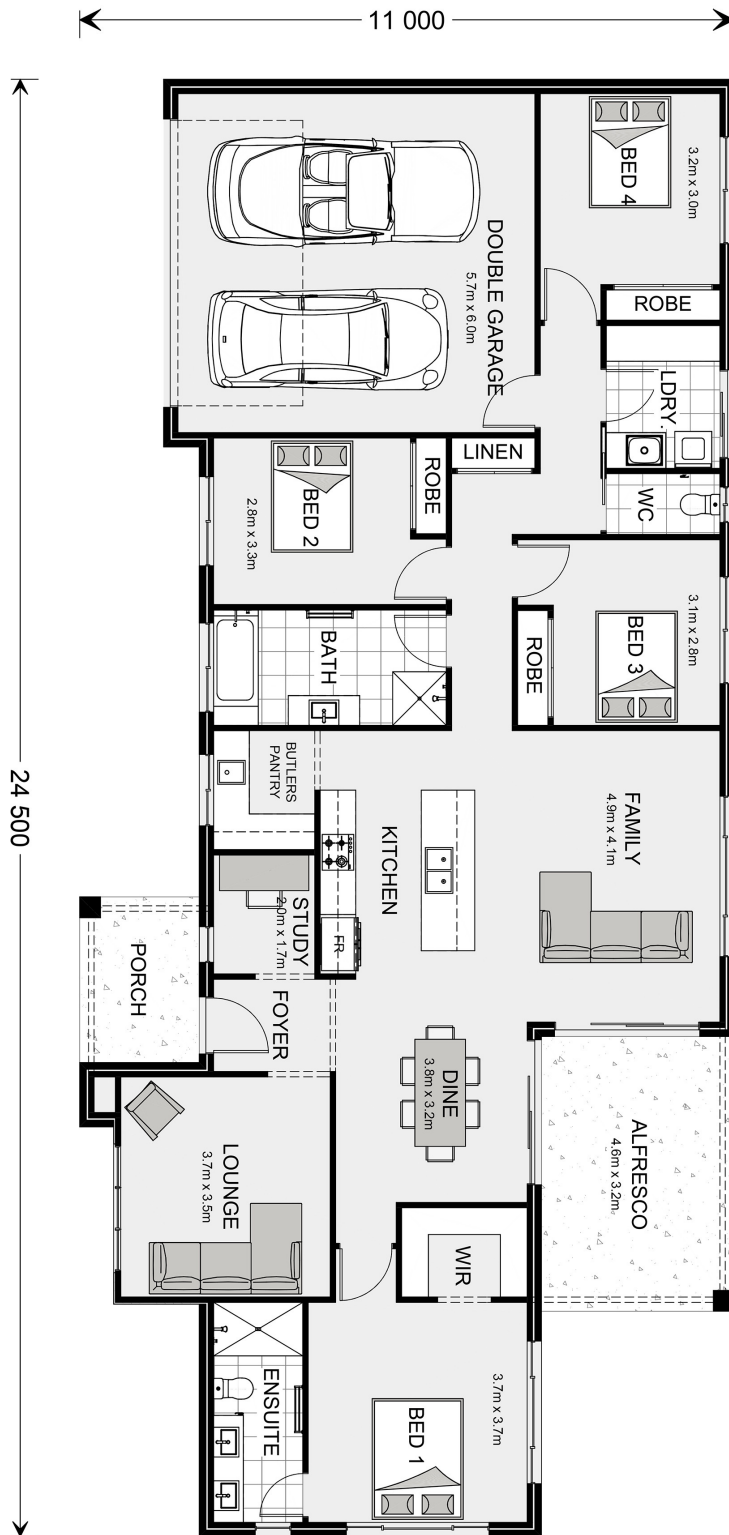 11 000
24 500
BED 4
3.2m x 3.0m
ROBE
DOUBLE GARAGE
5.7m x 6.0m
LDRY.
LINEN
WC
ROBE
BED 2
2.8m x 3.3m
BED 3
3.1m x 2.8m
ROBE
BATH
BUTLERS
PANTRY
KITCHEN
FAMILY
4.9m x 4.1m
STUDY
2.0m x 1.7m
FR
PORCH
FOYER
DINE
3.8m x 3.2m
ALFRESCO
4.6m x 3.2m
LOUNGE
3.7m x 3.5m
WIR
ENSUITE
BED 1
3.7m x 3.7m